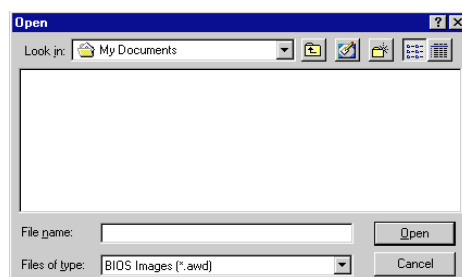 Open
Look in: My Documents
File name:
Open
Files of type: BIOS Images (*.awd)
Cancel